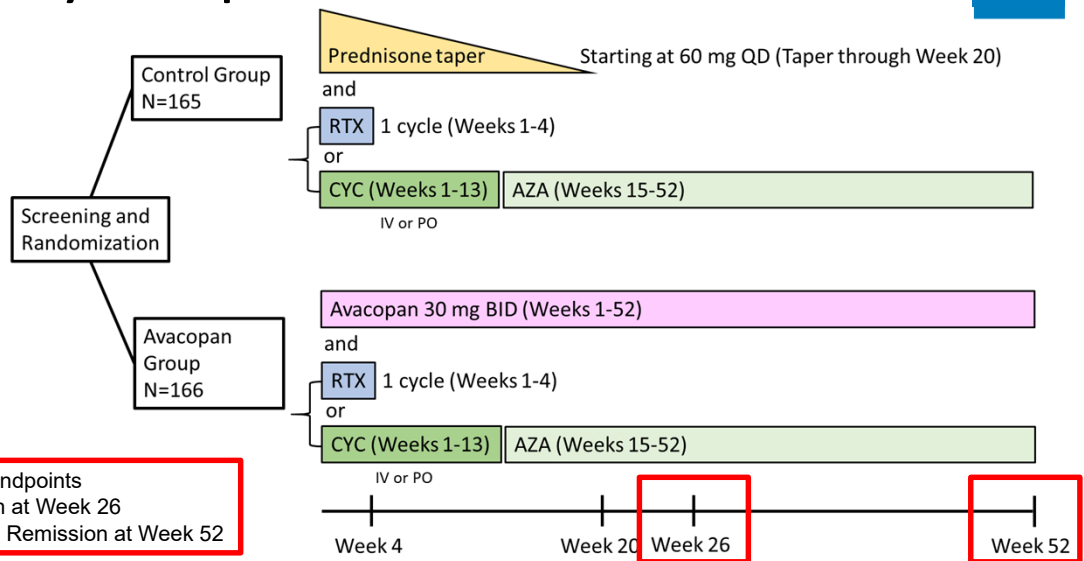 Prednisone taper
Starting at 60 mg QD (Taper through Week 20)
Control Group
N=165
and
RTX
1 cycle (Weeks 1-4)
or
CYC (Weeks 1-13)
AZA (Weeks 15-52)
IV or PO
Screening and
Randomization
Avacopan 30 mg BID (Weeks 1-52)
Avacopan
Group
N=166
and
RTX
1 cycle (Weeks 1-4)
or
CYC (Weeks 1-13)
AZA (Weeks 15-52)
IV or PO
at Week 26
Remission at Week 52
Week 4
Week 20
Week 26
Week 52